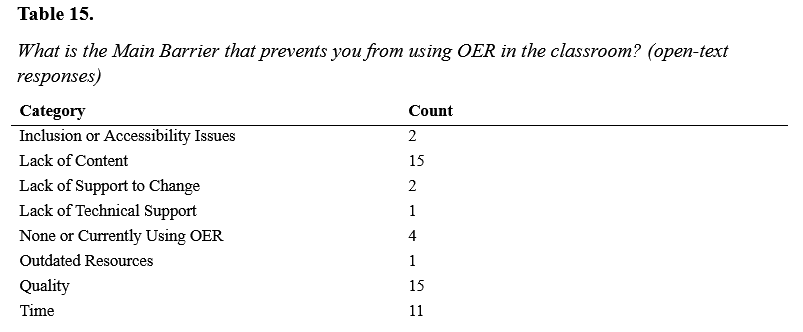 Table 15.
What is the Main Barrier that prevents you from using OER in the classroom? (open-text
responses)
Category Count
Inclusion or Accessibility Issues 2
Lack of Content 15
Lack of Support to Change 2
Lack of Technical Support 1
None or Currently Using OER 4
Outdated Resources 1
Quality 15
Time 11